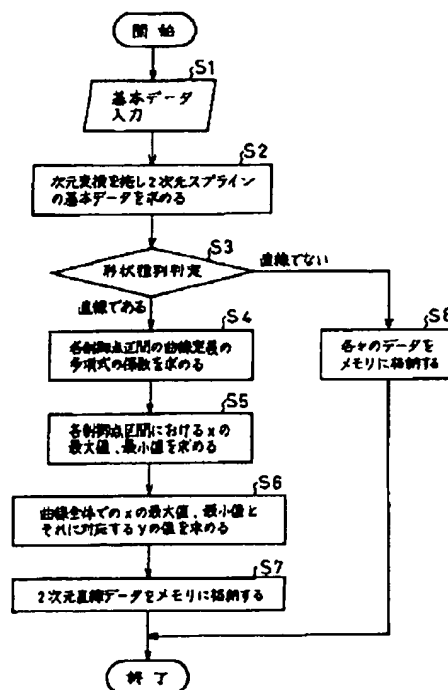 開始
S1
基本データ
入力
S2
次元変換を施し2次元スプライン
の基本データを求める
S3
形状種別判定
直線でない
直線である
S4
各制御点区間の曲線定義の
多項式の係数を求める
S8
各々のデータを
メモリに格納する
S5
各制御点区間におけるxの
最大値、最小値を求める
S6
曲線全体でのxの最大値、最小値と
それに対応するyの値を求める
S7
2次元直線データをメモリに格納する
終了